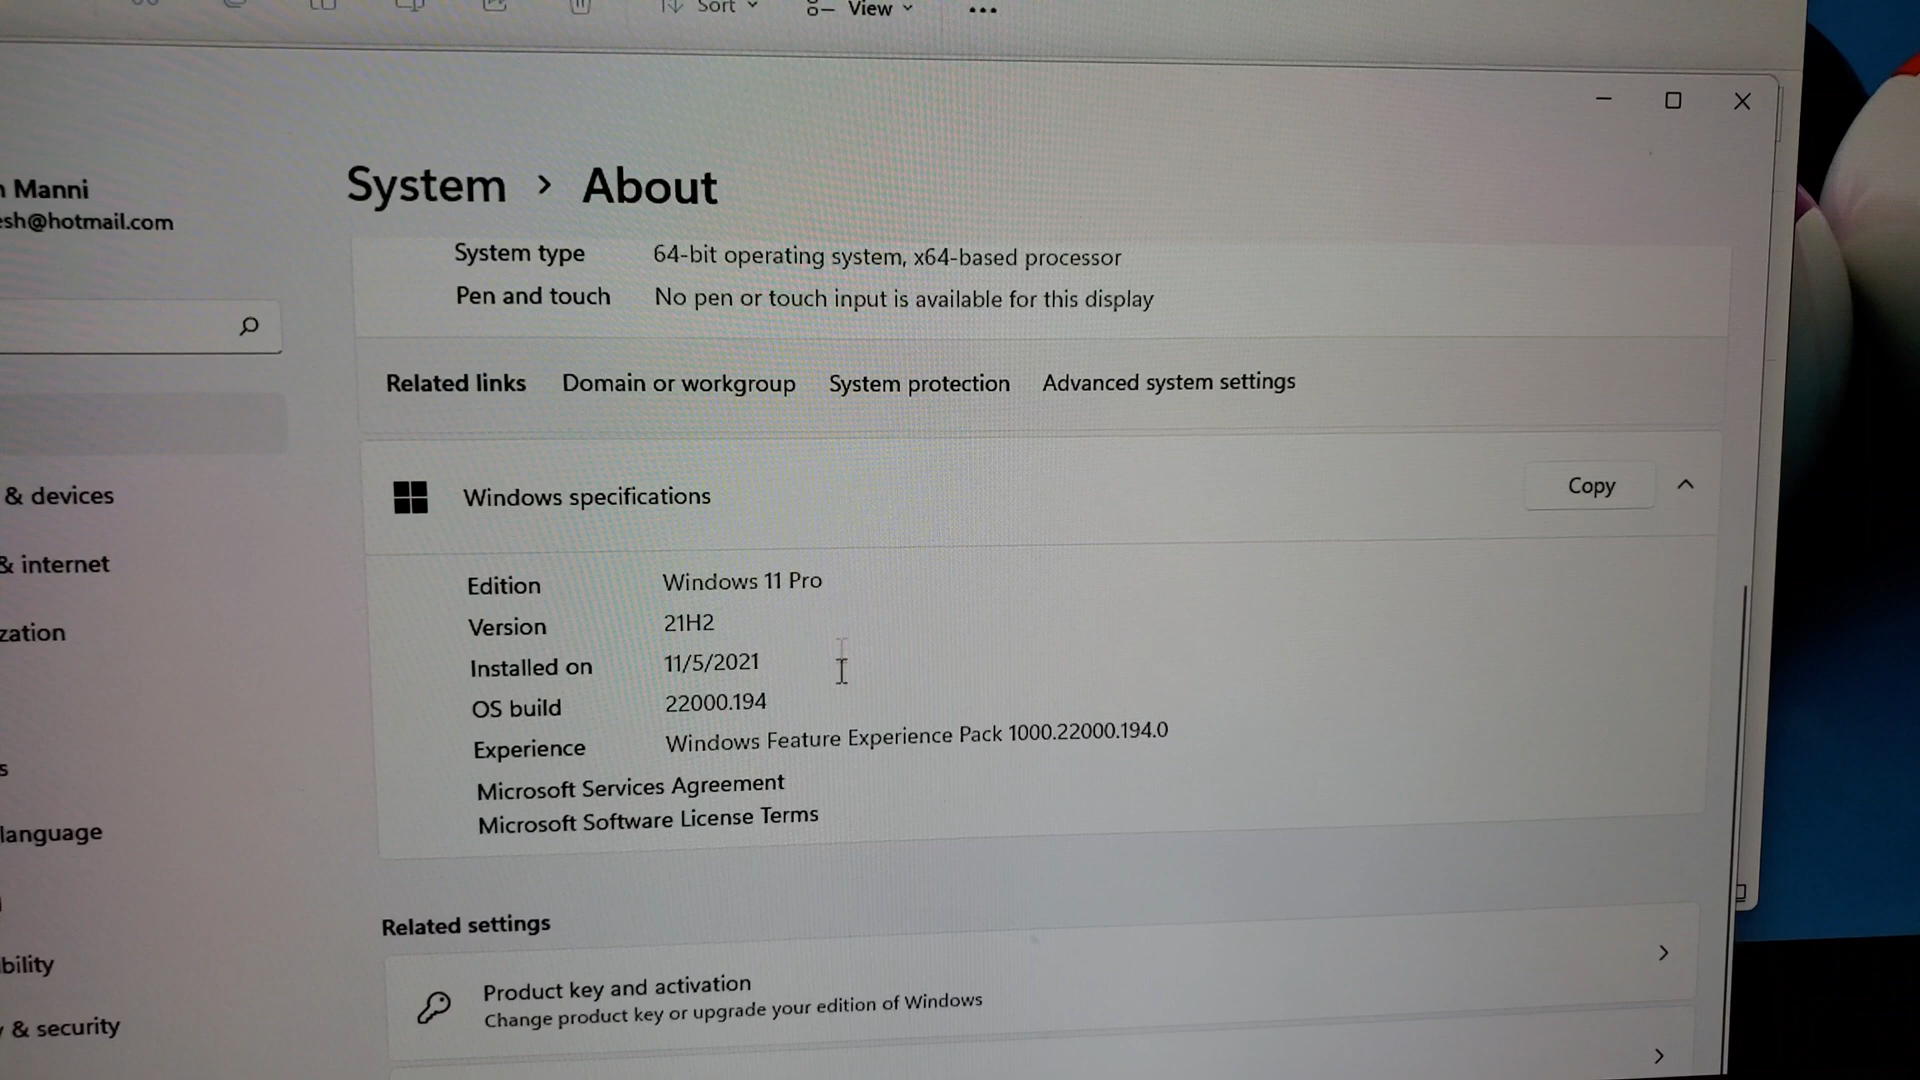 Sort
View
System > About
n Manni
esh@hotmail.com
System type 64-bit operating system, x64-based processor
Pen and touch No pen or touch input is available for this display
Related links Domain or workgroup System protection Advanced system settings
Windows specifications Copy
& devices
& internet
zation
s
language
bility
& security
Edition Windows 11 Pro
Version 21H2
Installed on 11/5/2021
OS build 22000.194
Experience Windows Feature Experience Pack 1000.22000.194.0
Microsoft Services Agreement
Microsoft Software License Terms
Related settings
Product key and activation
Change product key or upgrade your edition of Windows